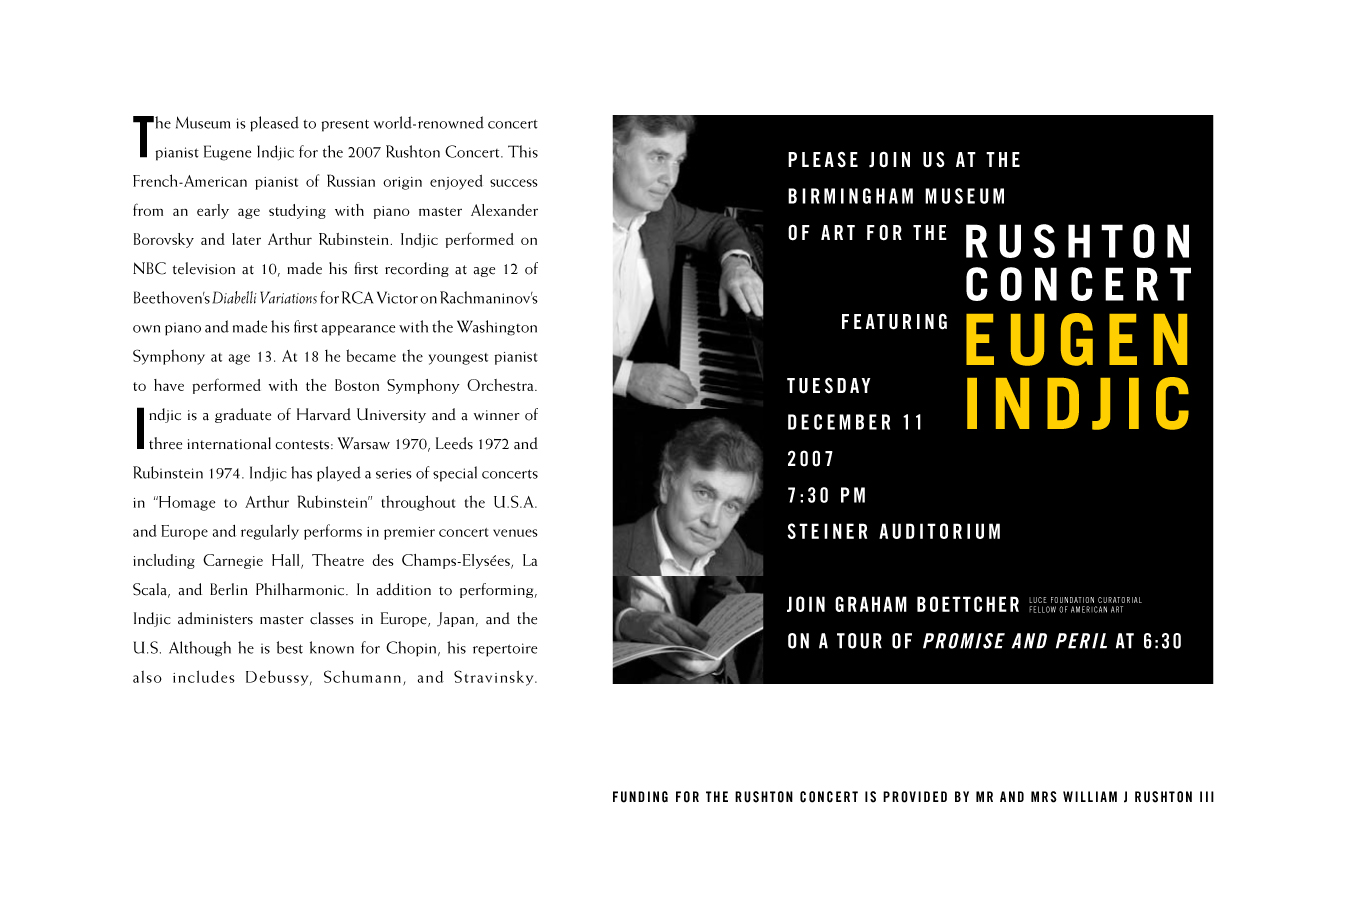 The Museum is pleased to present world-renowned concert
pianist Eugene Indjic for the 2007 Rushton Concert. This
French-American pianist of Russian origin enjoyed success
from an early age studying with piano master Alexander
Borovsky and later Arthur Rubinstein. Indjic performed on
NBC television at 10, made his first recording at age 12 of
Beethoven's Diabelli Variations for RCA Victor on Rachmaninov's
own piano and made his first appearance with the Washington
Symphony at age 13. At 18 he became the youngest pianist
to have performed with the Boston Symphony Orchestra.
Indjic is a graduate of Harvard University and a winner of
three international contests: Warsaw 1970, Leeds 1972 and
Rubinstein 1974. Indjic has played a series of special concerts
in “Homage to Arthur Rubinstein” throughout the U.S.A.
and Europe and regularly performs in premier concert venues
including Carnegie Hall, Theatre des Champs-Elysées, La
Scala, and Berlin Philharmonic. In addition to performing,
Indjic administers master classes in Europe, Japan, and the
U.S. Although he is best known for Chopin, his repertoire
also includes Debussy, Schumann, and Stravinsky.
PLEASE JOIN US AT THE
BIRMINGHAM MUSEUM
OF ART FOR THE
RUSHTON
CONCERT
FEATURING
EUGEN
INDJIC
TUESDAY
DECEMBER 11
2007
7:30 PM
STEINER AUDITORIUM
JOIN GRAHAM BOETTCHER
LUCE FOUNDATION CURATORIAL
FELLOW OF AMERICAN ART
ON A TOUR OF PROMISE AND PERIL AT 6:30
FUNDING FOR THE RUSHTON CONCERT IS PROVIDED BY MR AND MRS WILLIAM J RUSHTON III